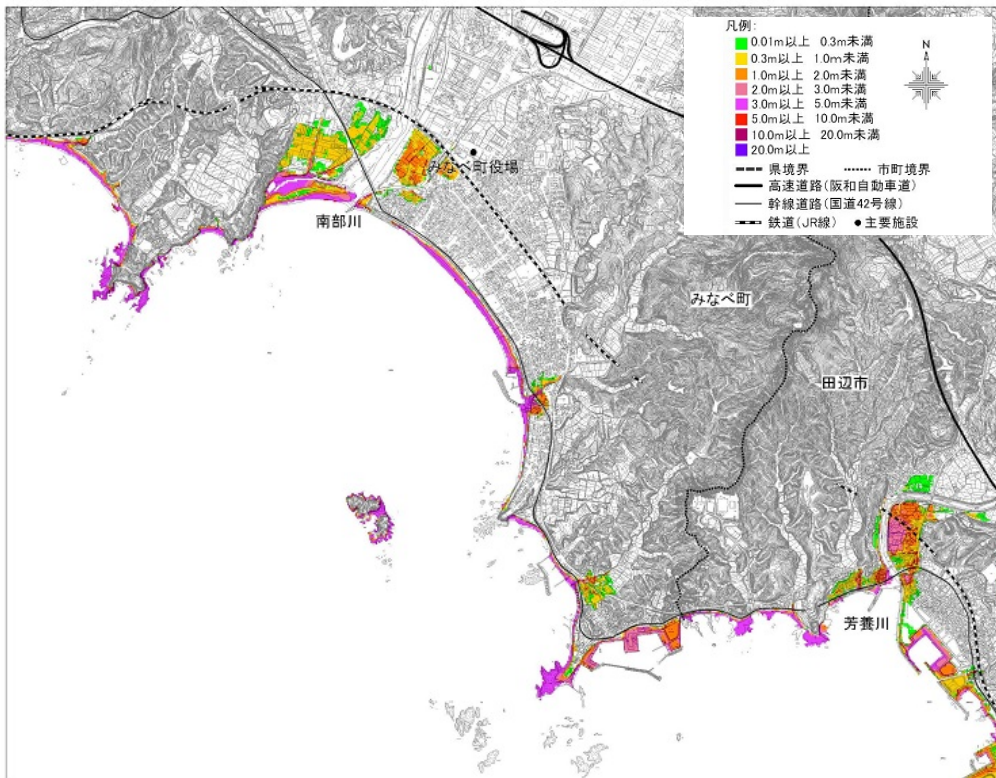 凡例:
0.01m以上 0.3m未満
0.3m以上 1.0m未満
1.0m以上 2.0m未満
2.0m以上 3.0m未満
3.0m以上 5.0m未満
5.0m以上 10.0m未満
10.0m以上 20.0m未満
20.0m以上
N
県境界 市町境界
高速道路(阪和自動車道)
幹線道路(国道42号線)
鉄道(JR線) ●主要施設
みなべ町役場
南部川
みなべ町
田辺市
芳養川